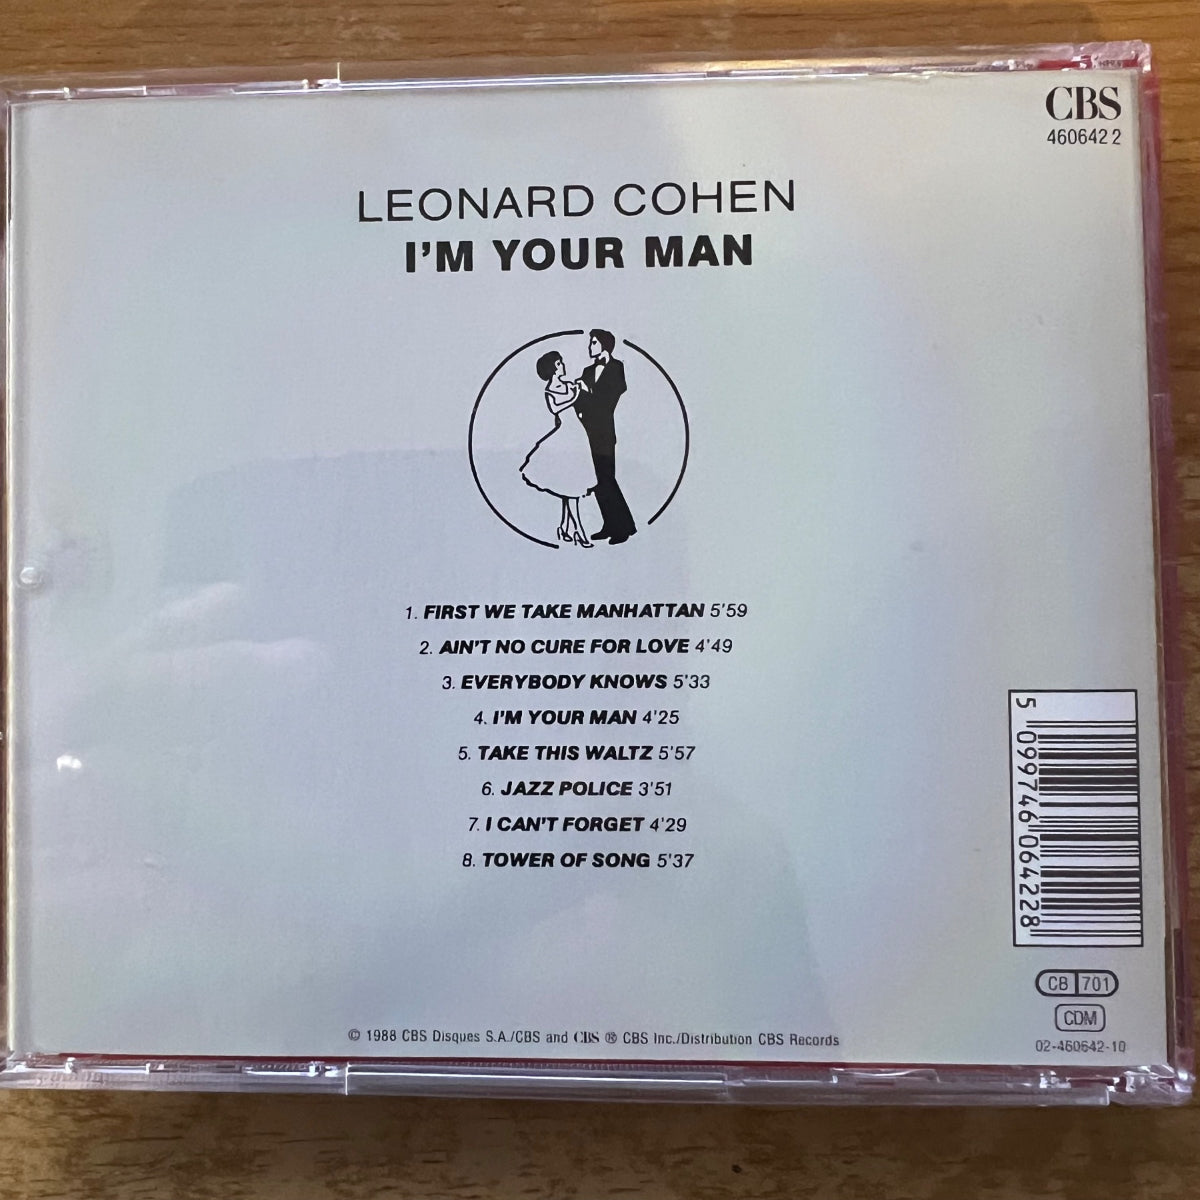 CBS
460642 2
LEONARD COHEN
I'M YOUR MAN
1. FIRST WE TAKE MANHATTAN 5'59
2. AIN'T NO CURE FOR LOVE 4'49
3. EVERYBODY KNOWS 5'33
4. I'M YOUR MAN 4'25
5. TAKE THIS WALTZ 5'57
6. JAZZ POLICE 3'51
7. I CAN'T FORGET 4'29
8. TOWER OF SONG 5'37
5 099746 064228
CB 701
CDM
02-460642-10
© 1988 CBS Disques S.A./CBS and CBS ® CBS Inc./Distribution CBS Records